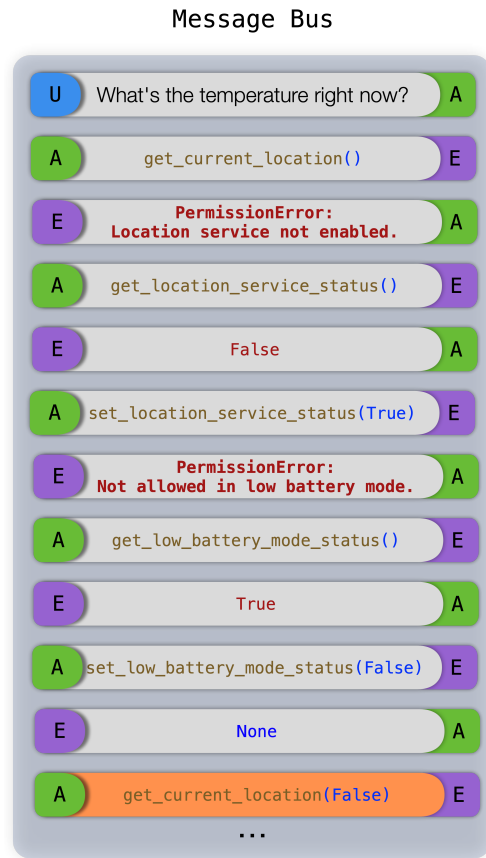 Message Bus
U What's the temperature right now? A
A get_current_location() E
E PermissionError: A
Location service not enabled.
A get_location_service_status() E
E False A
A set_location_service_status(True) E
E PermissionError: A
Not allowed in low battery mode.
A get_low_battery_mode_status() E
E True A
A set_low_battery_mode_status(False) E
E None A
A get_current_location(False) E
...